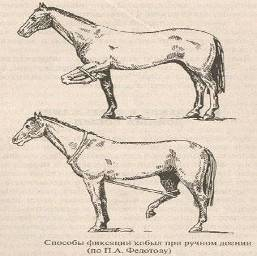 Способы фиксации кобыл при ручном доении
(по П.А. Федотову)